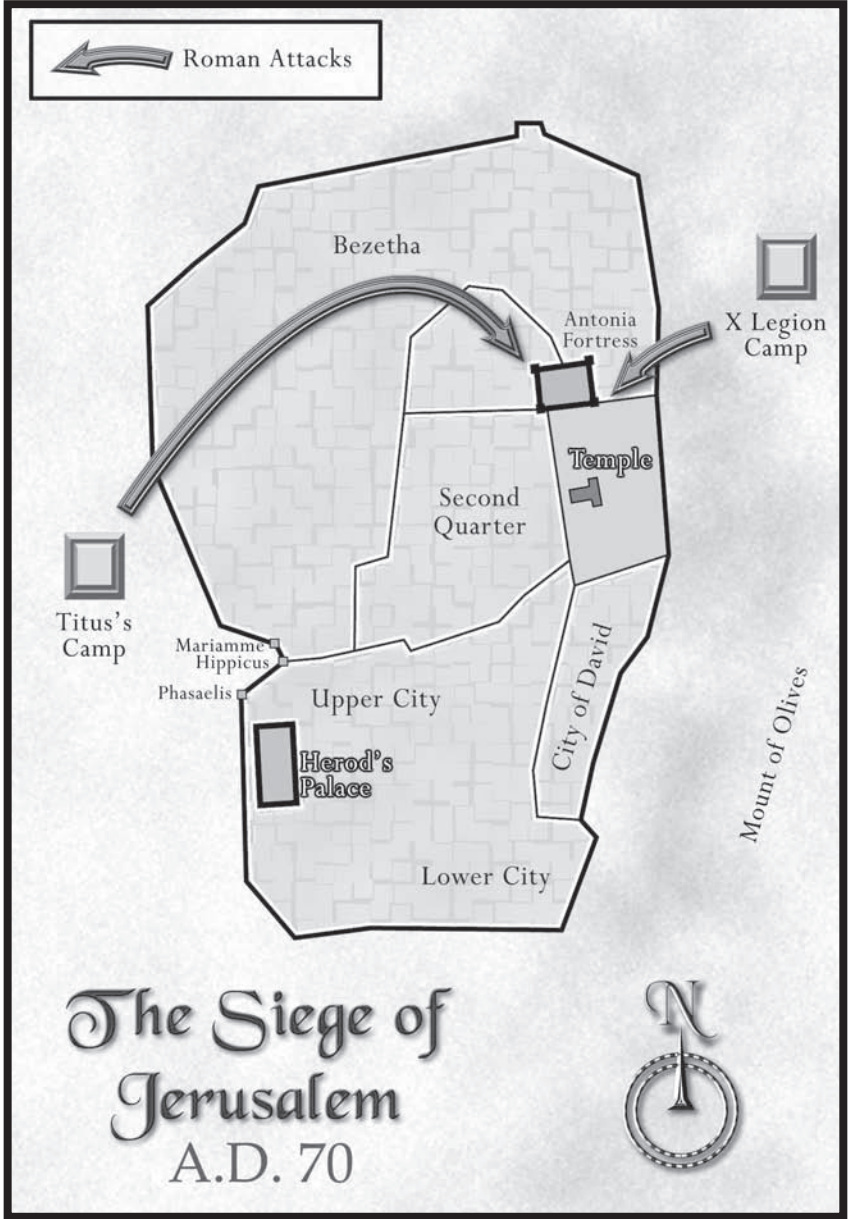 Roman Attacks
Bezetha
Antonia
Fortress
X Legion
Camp
Temple
Second
Quarter
Titus's
Camp
Mariamme
Hippicus
Phasaelis
Upper City
City of David
Herod's
Palace
Mount of Olives
Lower City
The Siege of
Jerusalem
A.D. 70
N